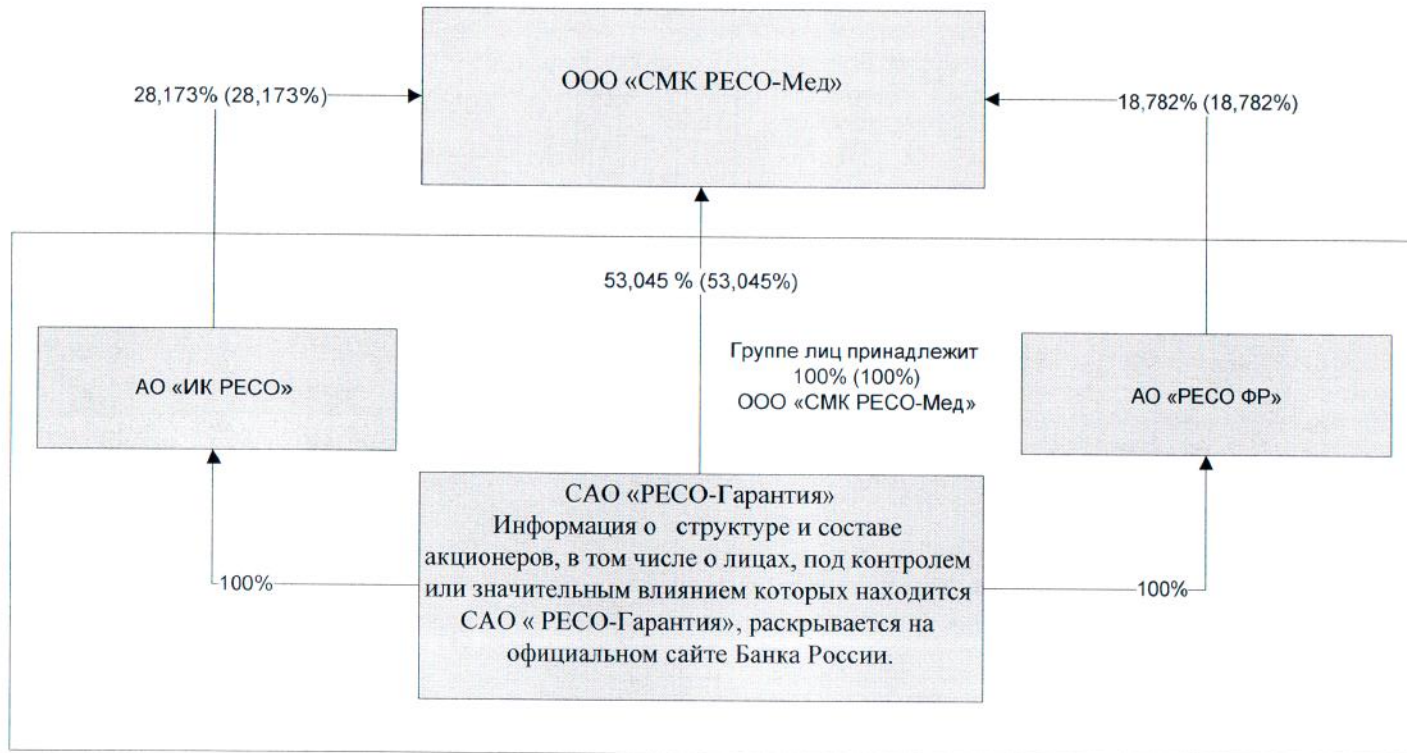 ООО «СМК РЕСО-Мед»
28,173% (28,173%)
18,782% (18,782%)
53,045 % (53,045%)
АО «ИК РЕСО»
Группе лиц принадлежит
100% (100%)
ООО «СМК РЕСО-Мед»
АО «РЕСО ФР»
САО «РЕСО-Гарантия»
Информация о структуре и составе
акционеров, в том числе о лицах, под контролем
или значительным влиянием которых находится
САО « РЕСО-Гарантия», раскрывается на
официальном сайте Банка России.
100%
100%